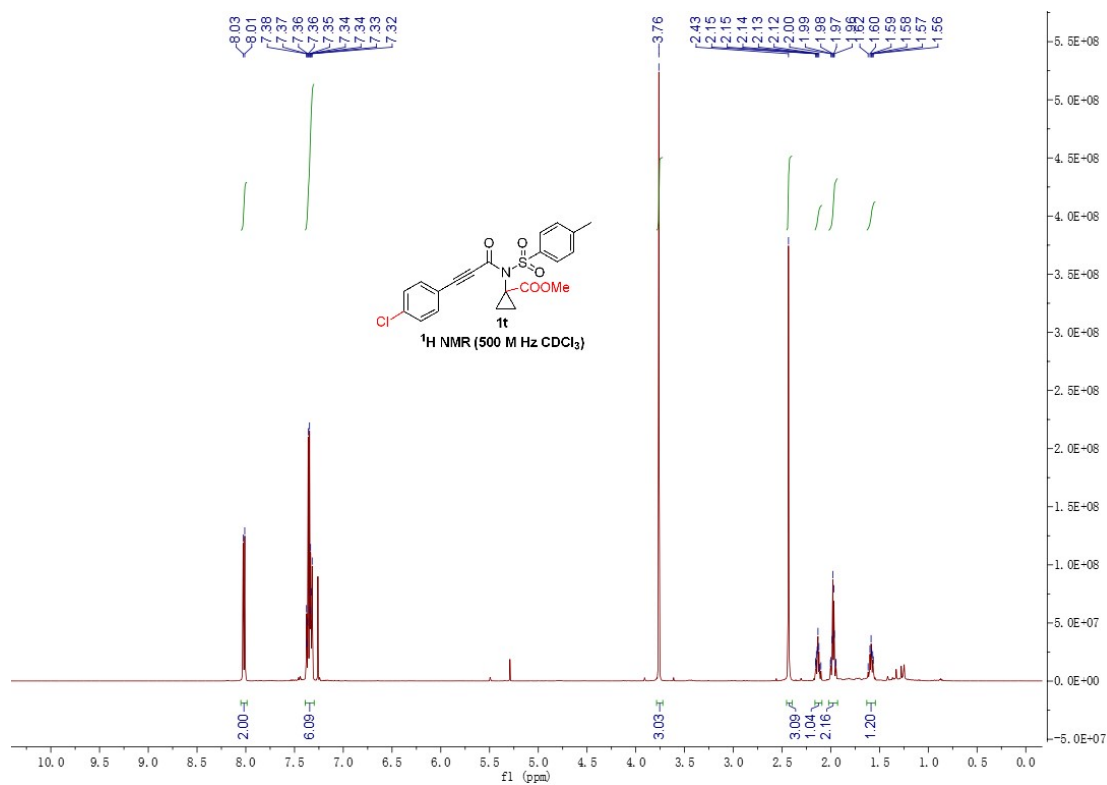 8.03
8.01
7.38
7.37
7.36
7.36
7.35
7.34
7.34
7.33
7.32
3.76
2.43
2.15
2.15
2.14
2.13
2.12
2.00
1.99
1.98
1.97
1.96
1.62
1.60
1.59
1.58
1.57
1.56
5.5E+08
5.0E+08
4.5E+08
4.0E+08
3.5E+08
3.0E+08
2.5E+08
2.0E+08
1.5E+08
1.0E+08
5.0E+07
0.0E+00
-5.0E+07
O
O
S
O
N
COOMe
Cl
1t
¹H NMR (500 M Hz CDCl₃)
2.00
6.09
3.03
3.09
1.04
2.16
1.20
10.0 9.5 9.0 8.5 8.0 7.5 7.0 6.5 6.0 5.5 5.0 4.5 4.0 3.5 3.0 2.5 2.0 1.5 1.0 0.5 0.0
f1 (ppm)